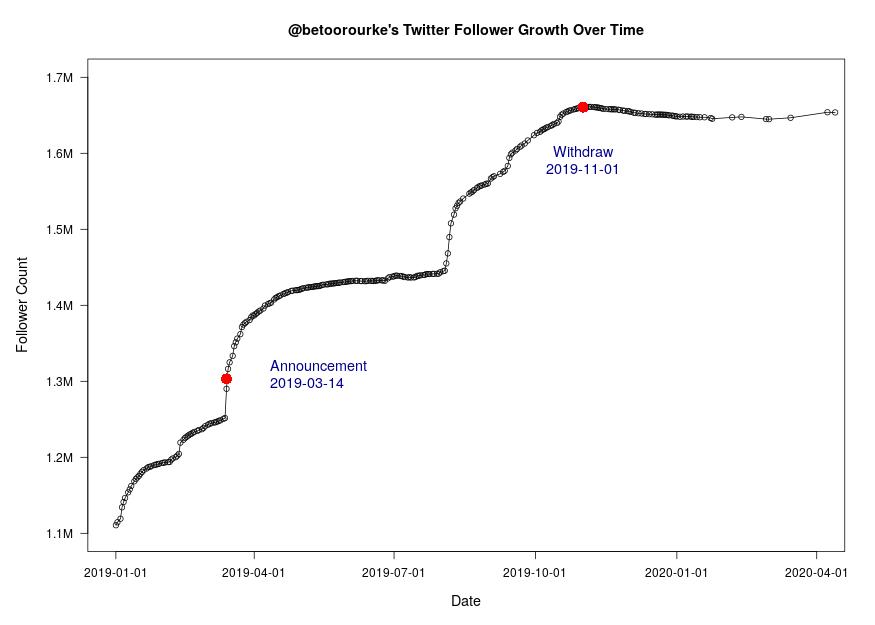 @betoorourke's Twitter Follower Growth Over Time
1.7M
1.6M
1.5M
1.4M
1.3M
1.2M
1.1M
Follower Count
Withdraw
2019-11-01
Announcement
2019-03-14
2019-01-01 2019-04-01 2019-07-01 2019-10-01 2020-01-01 2020-04-01
Date